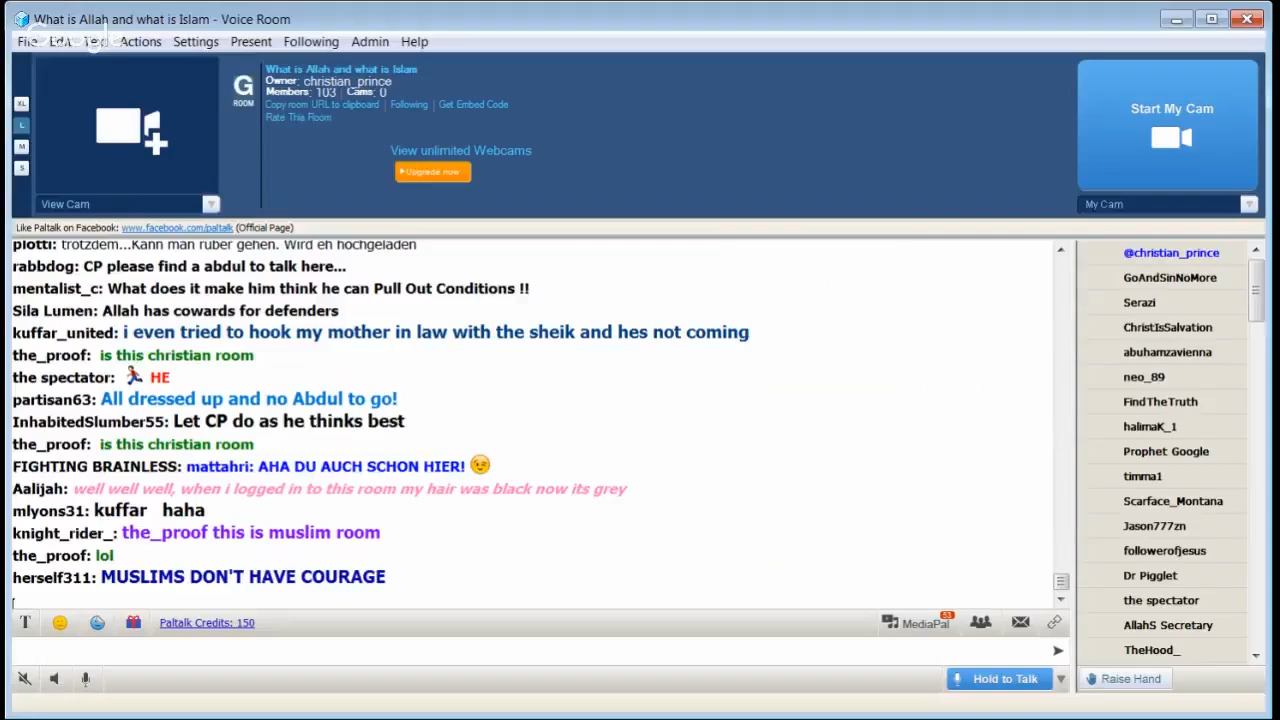 What is Allah and what is Islam - Voice Room
Google
File Edit Text Actions Settings Present Following Admin Help
XL
L
M
S
View Cam
G
ROOM
What is Allah and what is Islam
Owner: christian_prince
Members: 103 | Cams: 0
Copy room URL to clipboard | Following | Get Embed Code
Rate This Room
View unlimited Webcams
Upgrade now
Start My Cam
My Cam
Like Paltalk on Facebook: www.facebook.com/paltalk (Official Page)
piotti: trotzdem...Kann man ruber gehen. Wird eh hochgeladen
rabbdog: CP please find a abdul to talk here...
mentalist_c: What does it make him think he can Pull Out Conditions !!
Sila Lumen: Allah has cowards for defenders
kuffar_united: i even tried to hook my mother in law with the sheik and hes not coming
the_proof: is this christian room
the spectator: HE
partisan63: All dressed up and no Abdul to go!
InhabitedSlumber55: Let CP do as he thinks best
the_proof: is this christian room
FIGHTING BRAINLESS: mattahri: AHA DU AUCH SCHON HIER!
Aalijah: well well well, when i logged in to this room my hair was black now its grey
mlyons31: kuffar haha
knight_rider_: the_proof this is muslim room
the_proof: lol
herself311: MUSLIMS DON'T HAVE COURAGE
@christian_prince
GoAndSinNoMore
Serazi
ChristIsSalvation
abuhamzavienna
neo_89
FindTheTruth
halimaK_1
Prophet Google
timma1
Scarface_Montana
Jason777zn
followerofjesus
Dr Pigglet
the spectator
AllahS Secretary
TheHood_
T
Paltalk Credits: 150
MediaPal 53
Hold to Talk
Raise Hand